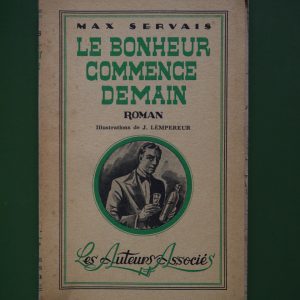 MAX SERVAIS
LE BONHEUR
COMMENCE
DEMAIN
ROMAN
Illustrations de J. LEMPEREUR
Les Auteurs Associés